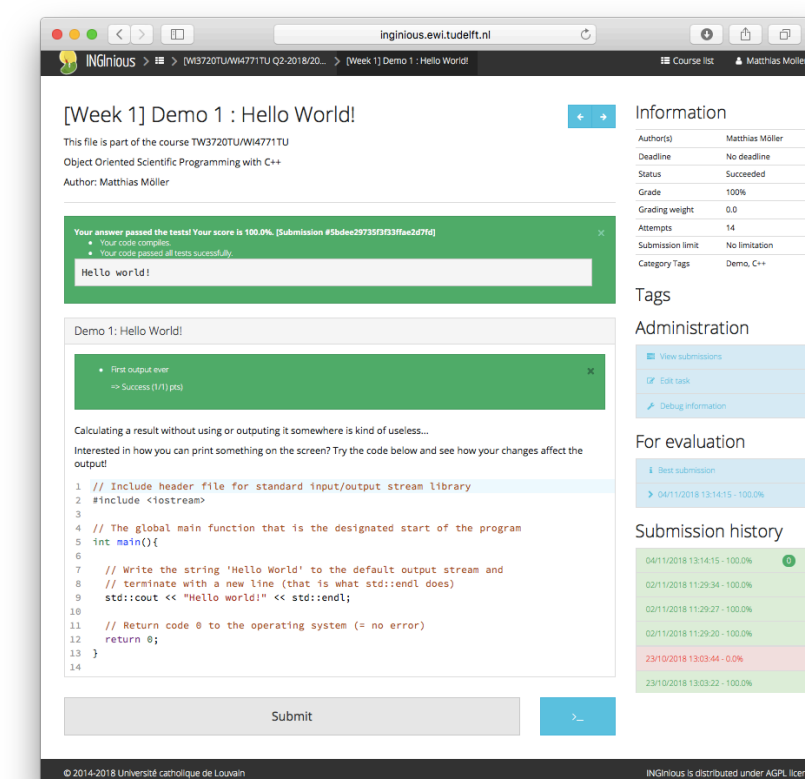 inginious.ewi.tudelft.nl
INGInious > > [WI3720TU/WI4771TU Q2-2018/20... > [Week 1] Demo 1 : Hello World!
Course list Matthias Möller
[Week 1] Demo 1 : Hello World!
This file is part of the course TW3720TU/WI4771TU
Object Oriented Scientific Programming with C++
Author: Matthias Möller
Your answer passed the tests! Your score is 100.0%. [Submission #5bdee29735f3f33ffae2d7fd]
Your code compiles.
Your code passed all tests sucessfully.
Hello world!
Demo 1: Hello World!
First output ever
=> Success (1/1) pts)
Calculating a result without using or outputing it somewhere is kind of useless...
Interested in how you can print something on the screen? Try the code below and see how your changes affect the
output!
1 // Include header file for standard input/output stream library
2 #include <iostream>
3
4 // The global main function that is the designated start of the program
5 int main(){
6
7 // Write the string 'Hello World' to the default output stream and
8 // terminate with a new line (that is what std::endl does)
9 std::cout << "Hello world!" << std::endl;
10
11 // Return code 0 to the operating system (= no error)
12 return 0;
13 }
14
Submit
>_
Information
Author(s) Matthias Möller
Deadline No deadline
Status Succeeded
Grade 100%
Grading weight 0.0
Attempts 14
Submission limit No limitation
Category Tags Demo, C++
Tags
Administration
View submissions
Edit task
Debug information
For evaluation
Best submission
> 04/11/2018 13:14:15 - 100.0%
Submission history
04/11/2018 13:14:15 - 100.0% 0
02/11/2018 11:29:34 - 100.0%
02/11/2018 11:29:27 - 100.0%
02/11/2018 11:29:20 - 100.0%
23/10/2018 13:03:44 - 0.0%
23/10/2018 13:03:22 - 100.0%
© 2014-2018 Université catholique de Louvain
INGInious is distributed under AGPL licen